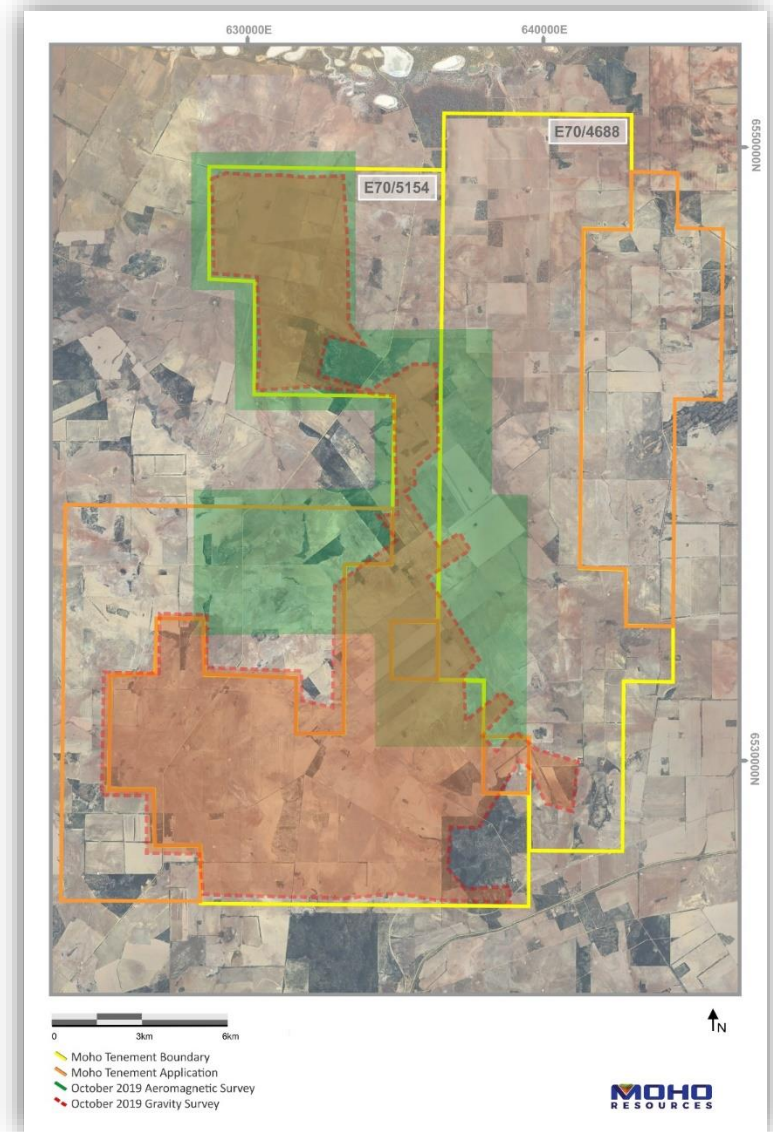 630000E 640000E
E70/4688
6550000N
E70/5154
6530000N
0 3km 6km
N
Moho Tenement Boundary
Moho Tenement Application
October 2019 Aeromagnetic Survey
October 2019 Gravity Survey
MOHO
RESOURCES